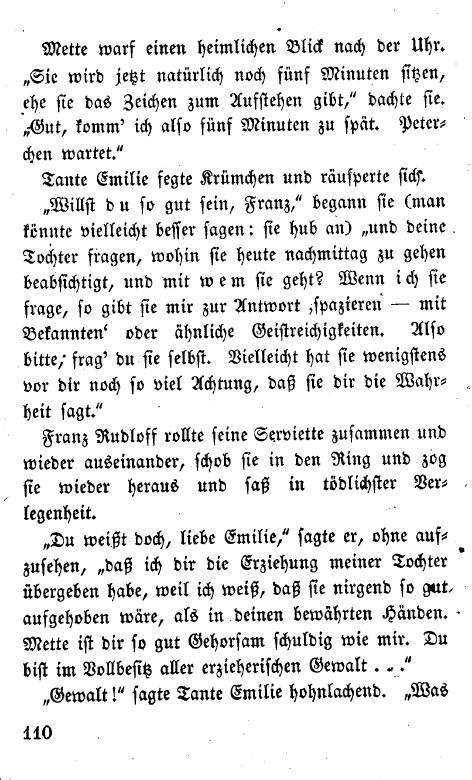 Mette warf einen heimlichen Blick nach der Uhr.
„Sie wird jetzt natürlich noch fünf Minuten sitzen,
ehe sie das Zeichen zum Aufstehen gibt,“ dachte sie.
„Gut, komm' ich also fünf Minuten zu spät. Peter-
chen wartet.“
Tante Emilie fegte Krümchen und räusperte sich.
„Willst du so gut sein, Franz,“ begann sie (man
könnte vielleicht besser sagen: sie hub an) „und deine
Tochter fragen, wohin sie heute nachmittag zu gehen
beabsichtigt, und mit wem sie geht? Wenn ich sie
frage, so gibt sie mir zur Antwort ‚spazieren — mit
Bekannten‘ oder ähnliche Geistreichigkeiten. Also
bitte, frag' du sie selbst. Vielleicht hat sie wenigstens
vor dir noch so viel Achtung, daß sie dir die Wahr-
heit sagt.“
Franz Rudloff rollte seine Serviette zusammen und
wieder auseinander, schob sie in den Ring und zog
sie wieder heraus und saß in tödlichster Ver-
legenheit.
„Du weißt doch, liebe Emilie,“ sagte er, ohne auf-
zusehen, „daß ich dir die Erziehung meiner Tochter
übergeben habe, weil ich weiß, daß sie nirgend so gut
aufgehoben wäre, als in deinen bewährten Händen.
Mette ist dir so gut Gehorsam schuldig wie mir. Du
bist im Vollbesitz aller erzieherischen Gewalt . . .“
„Gewalt!“ sagte Tante Emilie hohnlachend. „Was
110